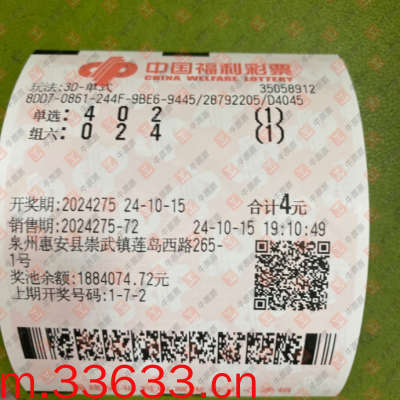 中国福利彩票
CHINA WELFARE LOTTERY
玩法:3D-单式 35058912
80D7-0861-244F-9BE6-9445/28792205/D4045
单选: 4 0 2 (1)
组六: 0 2 4 (1)
开奖期:2024275 24-10-15 合计4元
销售期:2024275-72 24-10-15 19:10:49
泉州惠安县崇武镇莲岛西路265-
1号
奖池余额:1884074.72元
上期开奖号码:1-7-2
m.33633.cn